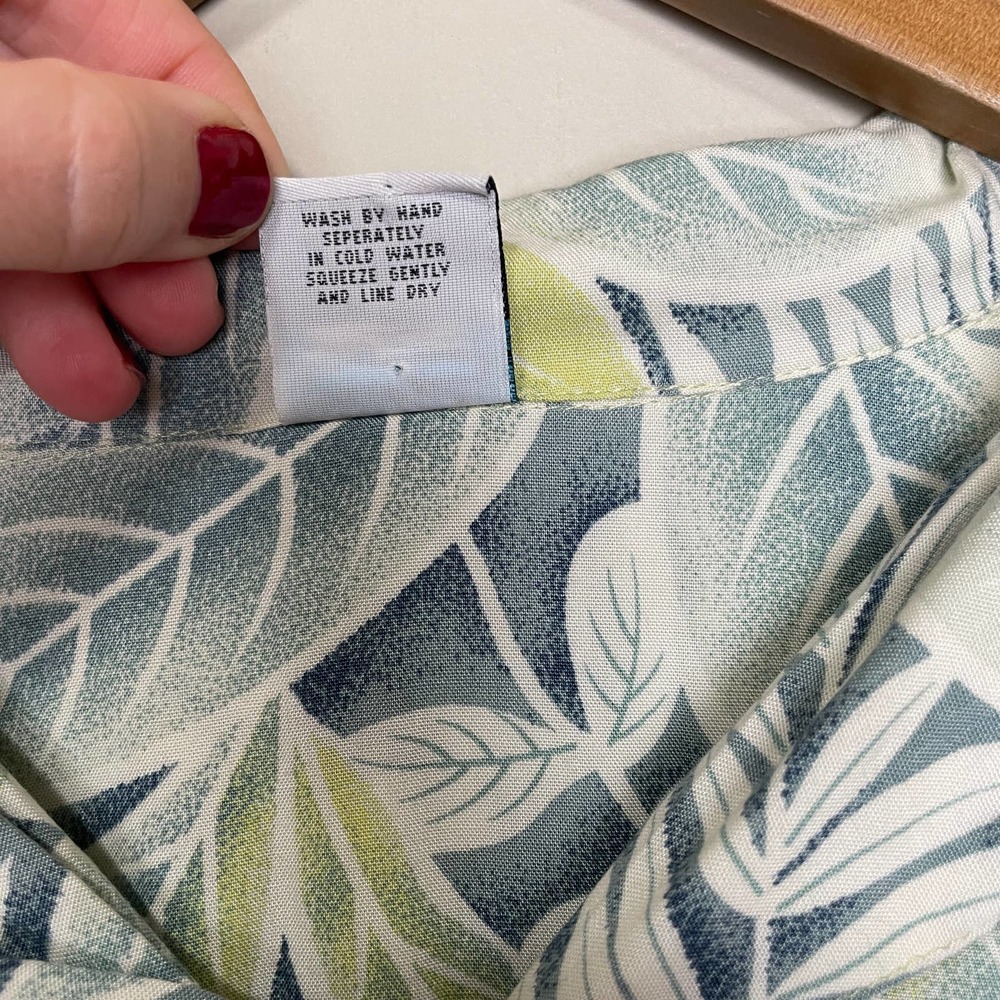 WASH BY HAND
SEPERATELY
IN COLD WATER
SQUEEZE GENTLY
AND LINE DRY